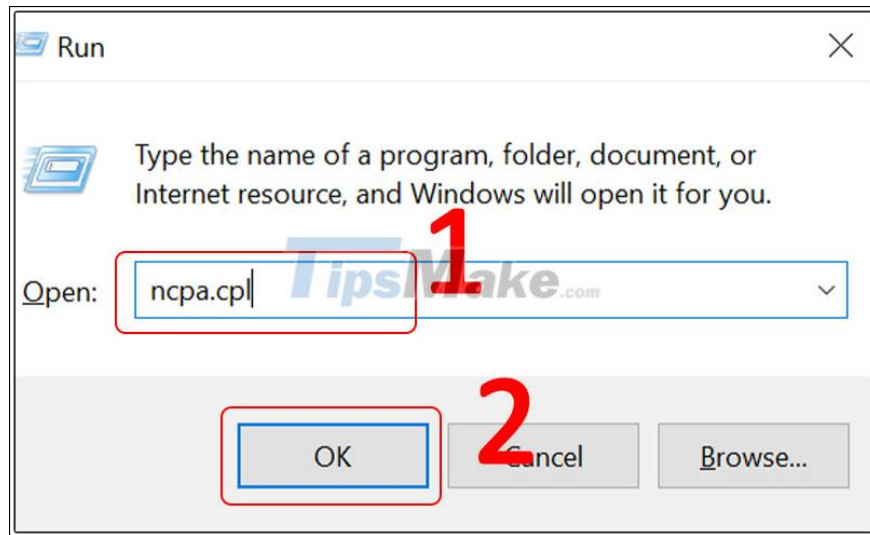 Run
Type the name of a program, folder, document, or
Internet resource, and Windows will open it for you.
1
TipsMake.com
Open: ncpa.cpl
2
OK Cancel Browse...